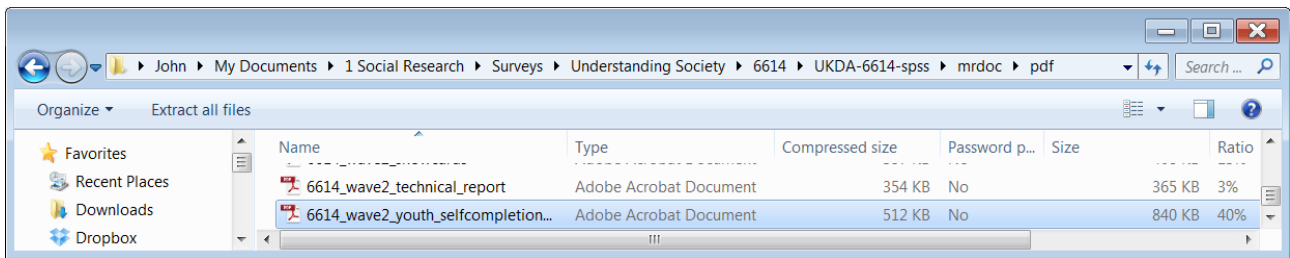 John ▸ My Documents ▸ 1 Social Research ▸ Surveys ▸ Understanding Society ▸ 6614 ▸ UKDA-6614-spss ▸ mrdoc ▸ pdf Search ...
Organize Extract all files
Favorites
Recent Places
Downloads
Dropbox
Name Type Compressed size Password p... Size Ratio
6614_wave2_technical_report Adobe Acrobat Document 354 KB No 365 KB 3%
6614_wave2_youth_selfcompletion... Adobe Acrobat Document 512 KB No 840 KB 40%